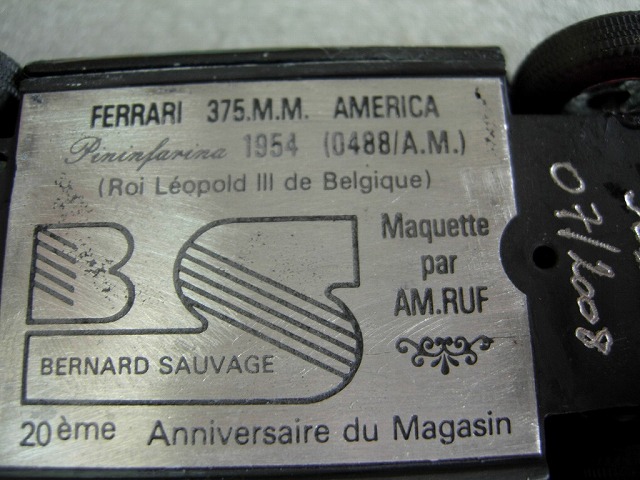 FERRARI 375.M.M. AMERICA
Pininfarina 1954 (0488/A.M.)
(Roi Léopold III de Belgique)
BS
Maquette
par
AM.RUF
BERNARD SAUVAGE
20ème Anniversaire du Magasin
07/2008